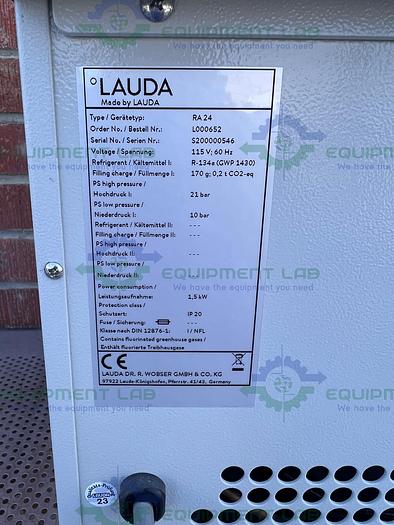 LAUDA
Made by LAUDA
Type / Gerätetyp: RA 24
Order No. / Bestell Nr.: L000652
Serial No. / Serien Nr.: S200000546
Voltage / Spannung: 115 V; 60 Hz
Refrigerant / Kältemittel I: R-134a (GWP 1430)
Filling charge / Füllmenge I: 170 g; 0,2 t CO2-eq
PS high pressure /
Hochdruck I: 21 bar
PS low pressure /
Niederdruck I: 10 bar
Refrigerant / Kältemittel II: ---
Filling charge / Füllmenge II: ---
PS high pressure /
Hochdruck II: ---
PS low pressure /
Niederdruck II: ---
Power consumption /
Leistungsaufnahme: 1,5 kW
Protection class /
Schutzart: IP 20
Fuse / Sicherung: ---
Klasse nach DIN 12876-1: I / NFL
Contains fluorinated greenhouse gases /
Enthält fluorierte Treibhausgase
CE
LAUDA DR. R. WOBSER GMBH & CO. KG
97922 Lauda-Königshofen, Pfarrstr. 41/43, Germany
LAUDA
23
EQUIPMENT LAB
We have the equipment you need